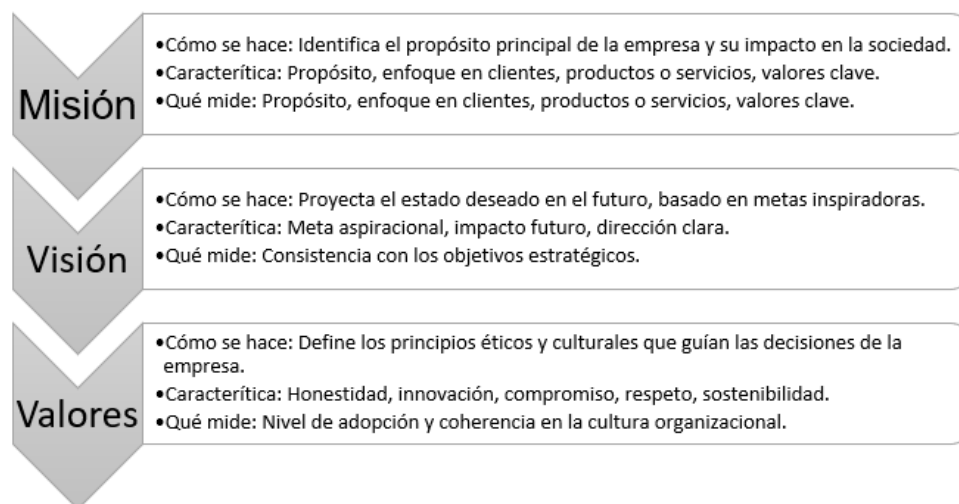 Misión
•Cómo se hace: Identifica el propósito principal de la empresa y su impacto en la sociedad.
•Caracterítica: Propósito, enfoque en clientes, productos o servicios, valores clave.
•Qué mide: Propósito, enfoque en clientes, productos o servicios, valores clave.
Visión
•Cómo se hace: Proyecta el estado deseado en el futuro, basado en metas inspiradoras.
•Caracterítica: Meta aspiracional, impacto futuro, dirección clara.
•Qué mide: Consistencia con los objetivos estratégicos.
Valores
•Cómo se hace: Define los principios éticos y culturales que guían las decisiones de la
empresa.
•Caracterítica: Honestidad, innovación, compromiso, respeto, sostenibilidad.
•Qué mide: Nivel de adopción y coherencia en la cultura organizacional.